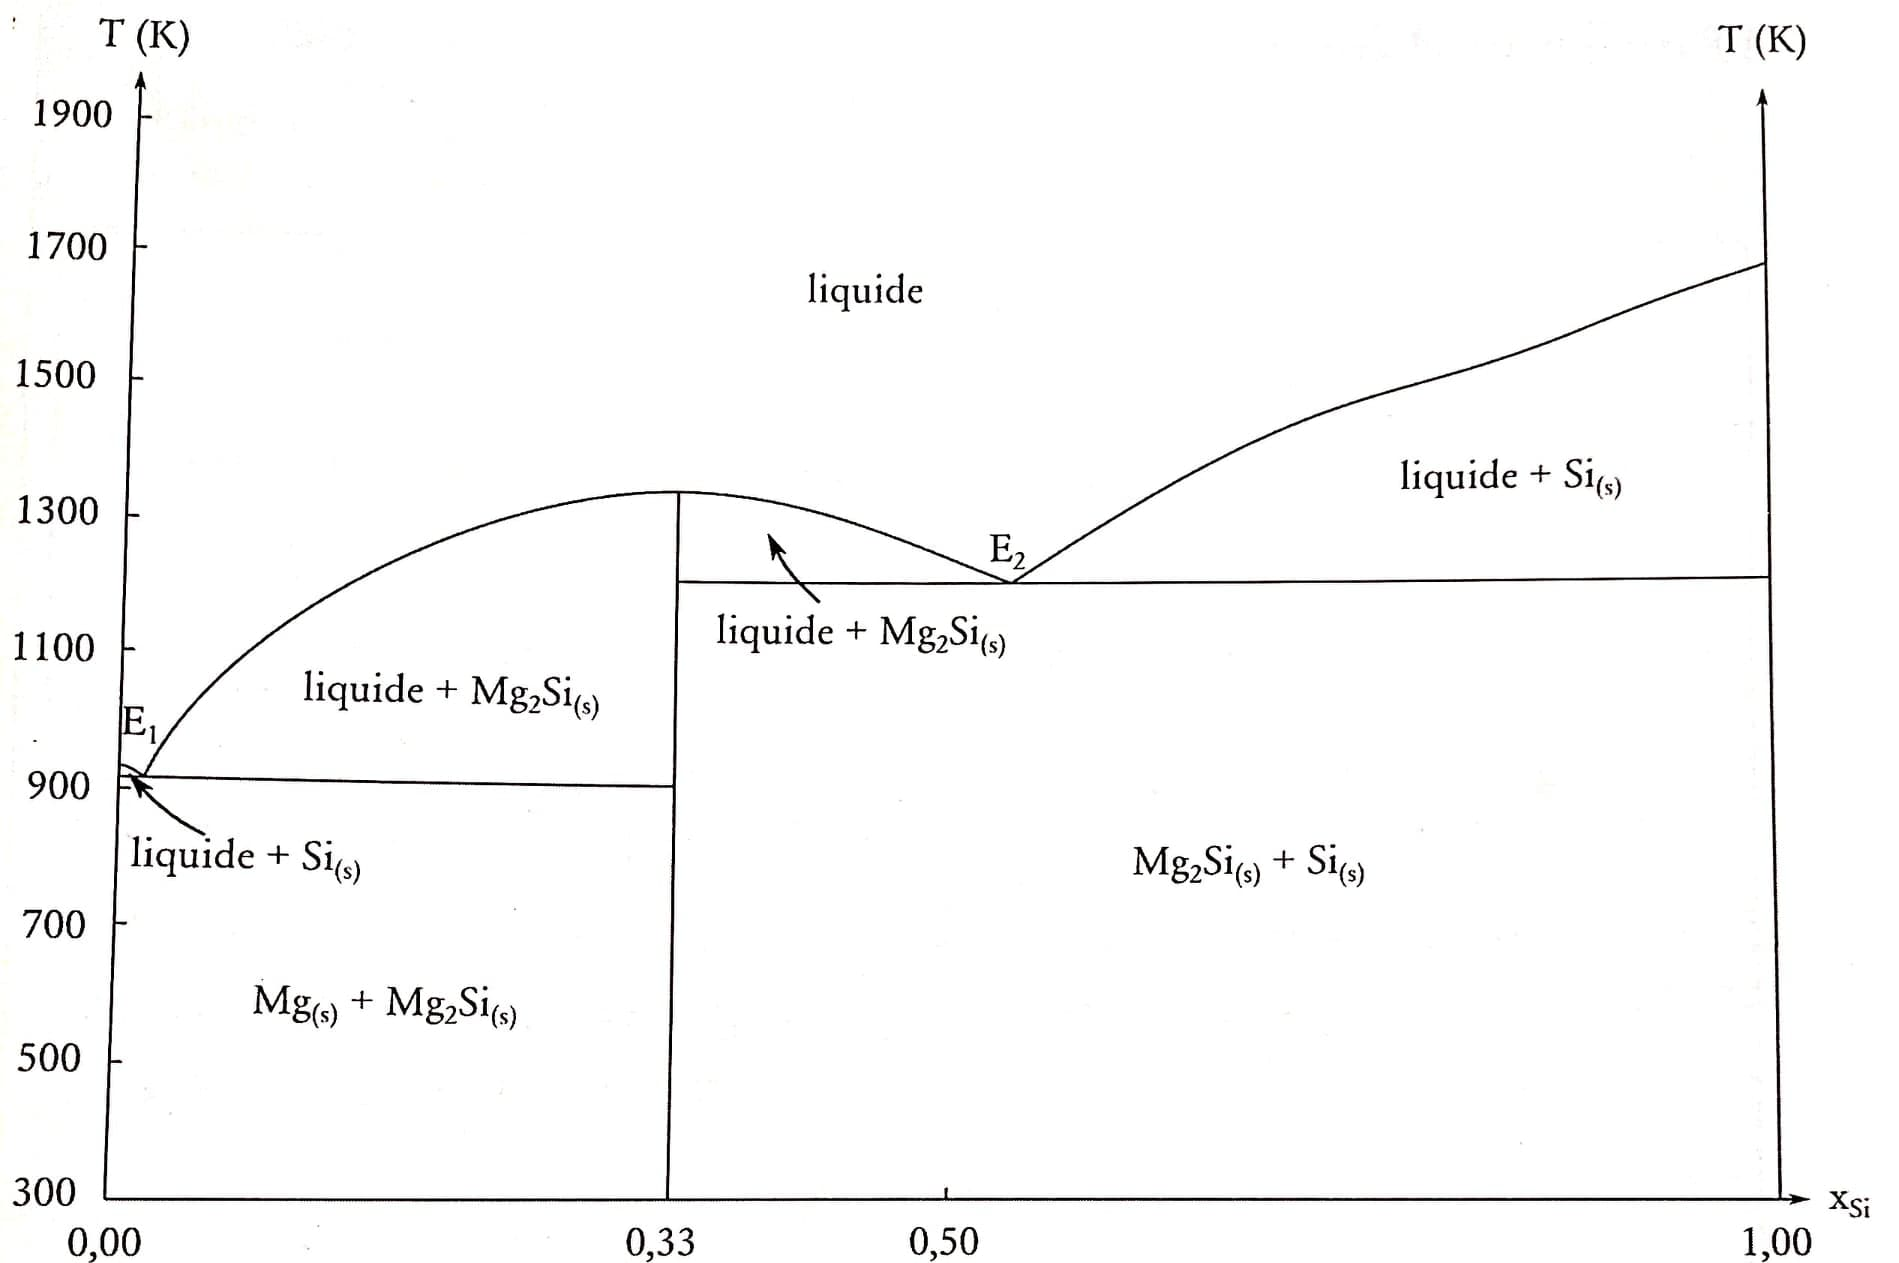 T (K)
T (K)
1900
1700
liquide
1500
liquide + Si(s)
1300
E2
liquide + Mg2Si(s)
1100
liquide + Mg2Si(s)
E1
900
liquide + Si(s)
Mg2Si(s) + Si(s)
700
Mg(s) + Mg2Si(s)
500
300
xSi
0,00
0,33
0,50
1,00